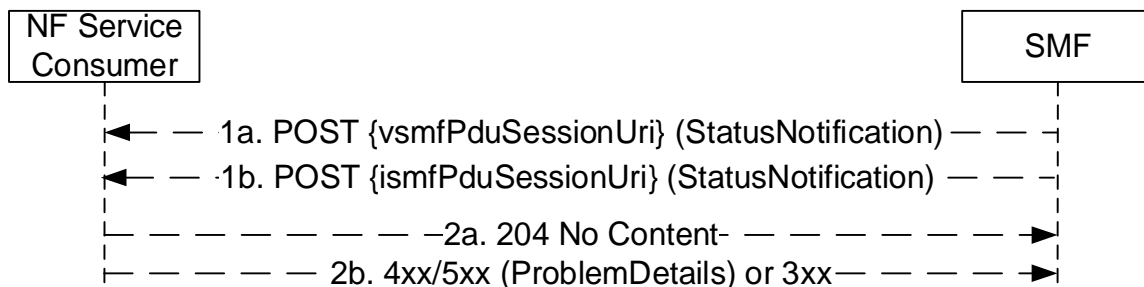 NF Service
Consumer
SMF
1a. POST {vsmfPduSessionUri} (StatusNotification)
1b. POST {ismfPduSessionUri} (StatusNotification)
2a. 204 No Content
2b. 4xx/5xx (ProblemDetails) or 3xx